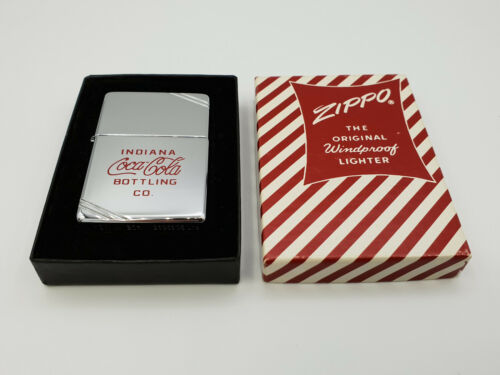 INDIANA
Coca-Cola
BOTTLING
CO.
ZIPPO®
THE
ORIGINAL
Windproof
LIGHTER